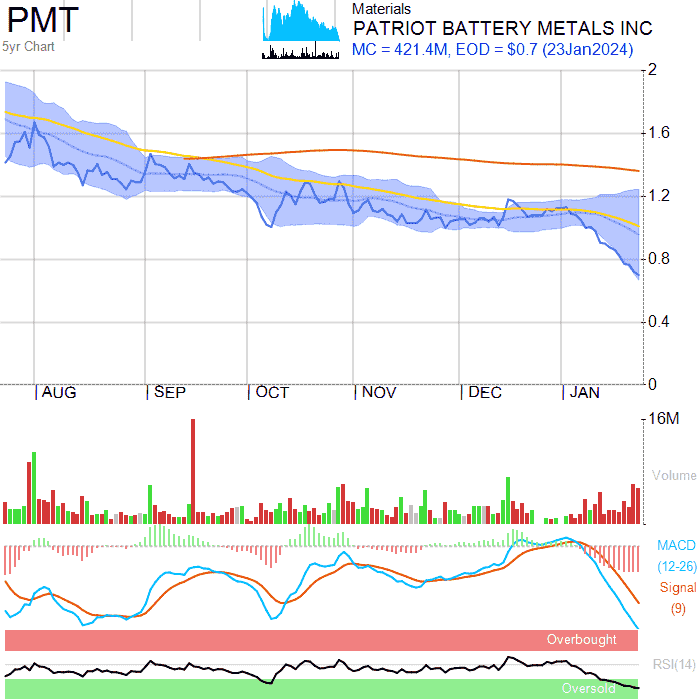 PMT
5yr Chart
Materials
PATRIOT BATTERY METALS INC
MC = 421.4M, EOD = $0.7 (23Jan2024)
2
1.6
1.2
0.8
0.4
0
AUG SEP OCT NOV DEC JAN
16M
Volume
MACD
(12-26)
Signal
(9)
Overbought
RSI(14)
Oversold